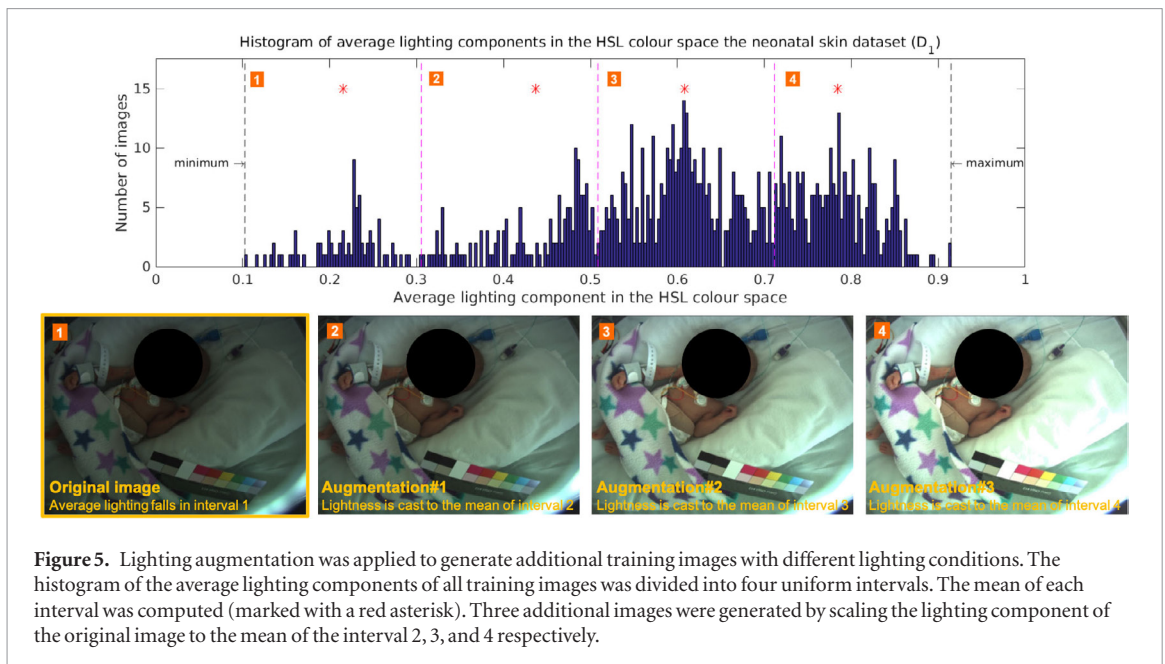 Histogram of average lighting components in the HSL colour space the neonatal skin dataset (D₁)
15
10
5
0
Number of images
1
2
3
4
minimum
maximum
0
0.1
0.2
0.3
0.4
0.5
0.6
0.7
0.8
0.9
1
Average lighting component in the HSL colour space
1
Original image
Average lighting falls in interval 1
2
Augmentation#1
Lightness is cast to the mean of interval 2
3
Augmentation#2
Lightness is cast to the mean of interval 3
4
Augmentation#3
Lightness is cast to the mean of interval 4
Figure 5. Lighting augmentation was applied to generate additional training images with different lighting conditions. The
histogram of the average lighting components of all training images was divided into four uniform intervals. The mean of each
interval was computed (marked with a red asterisk). Three additional images were generated by scaling the lighting component of
the original image to the mean of the interval 2, 3, and 4 respectively.